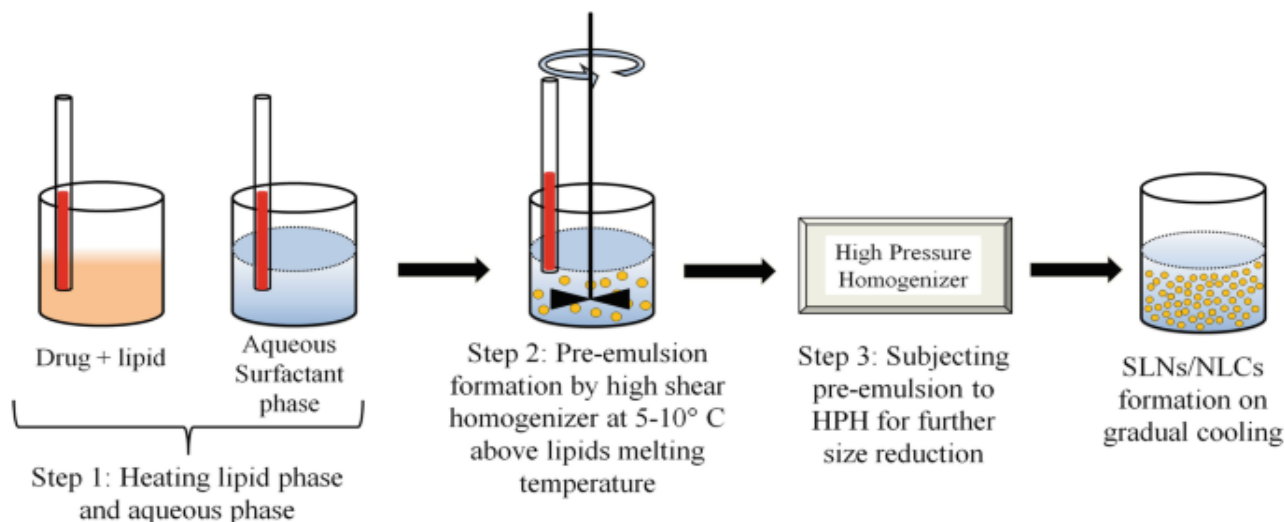 Drug + lipid
Aqueous
Surfactant
phase
Step 1: Heating lipid phase
and aqueous phase
Step 2: Pre-emulsion
formation by high shear
homogenizer at 5-10° C
above lipids melting
temperature
High Pressure
Homogenizer
Step 3: Subjecting
pre-emulsion to
HPH for further
size reduction
SLNs/NLCs
formation on
gradual cooling